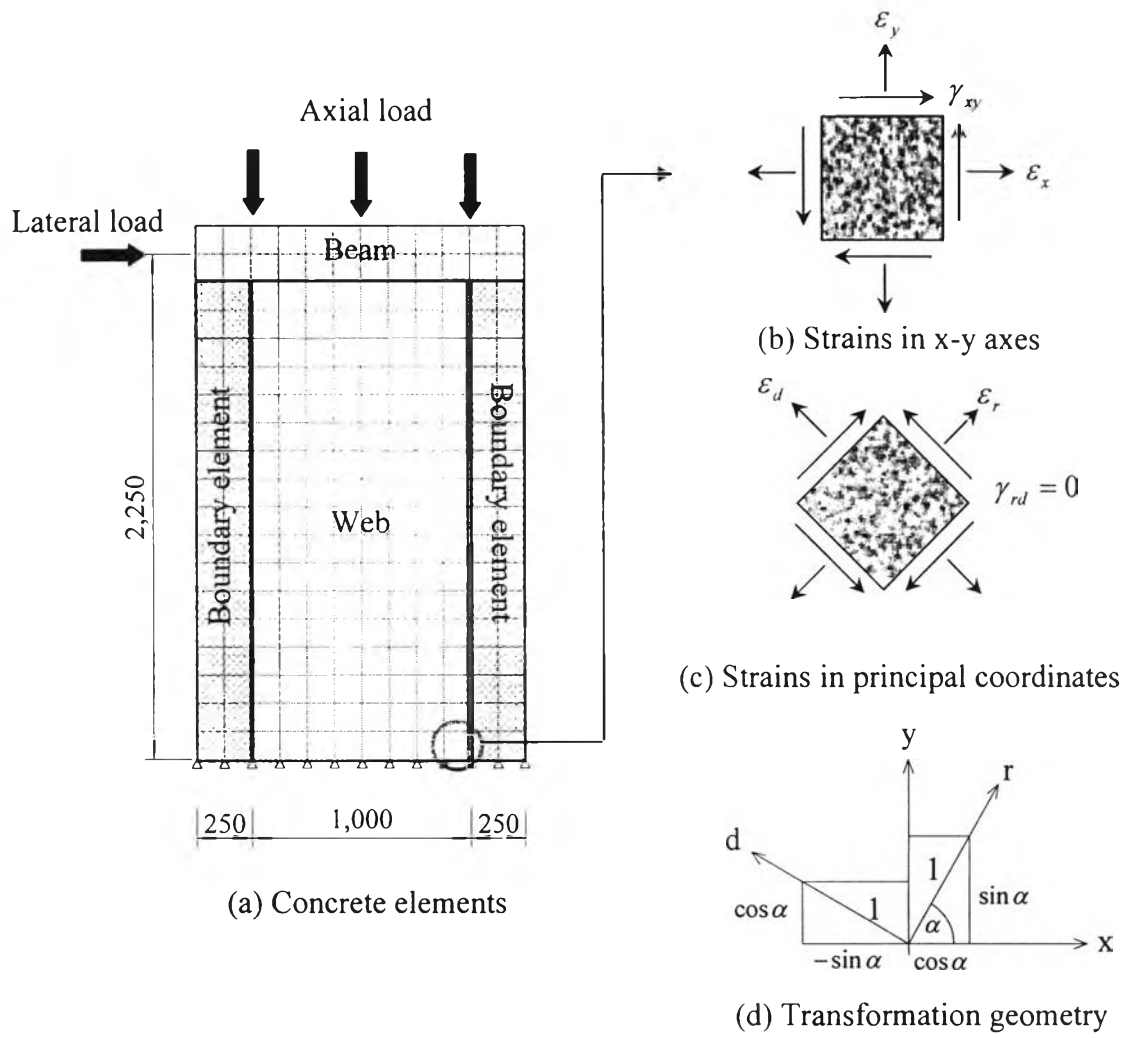 Axial load
Lateral load
Beam
Boundary element
Web
Boundary element
2,250
250
1,000
250
(a) Concrete elements
ε_y
γ_xy
ε_x
(b) Strains in x-y axes
ε_d
ε_r
γ_rd = 0
(c) Strains in principal coordinates
y
r
d
1
1
cos α
sin α
α
x
−sin α
cos α
(d) Transformation geometry